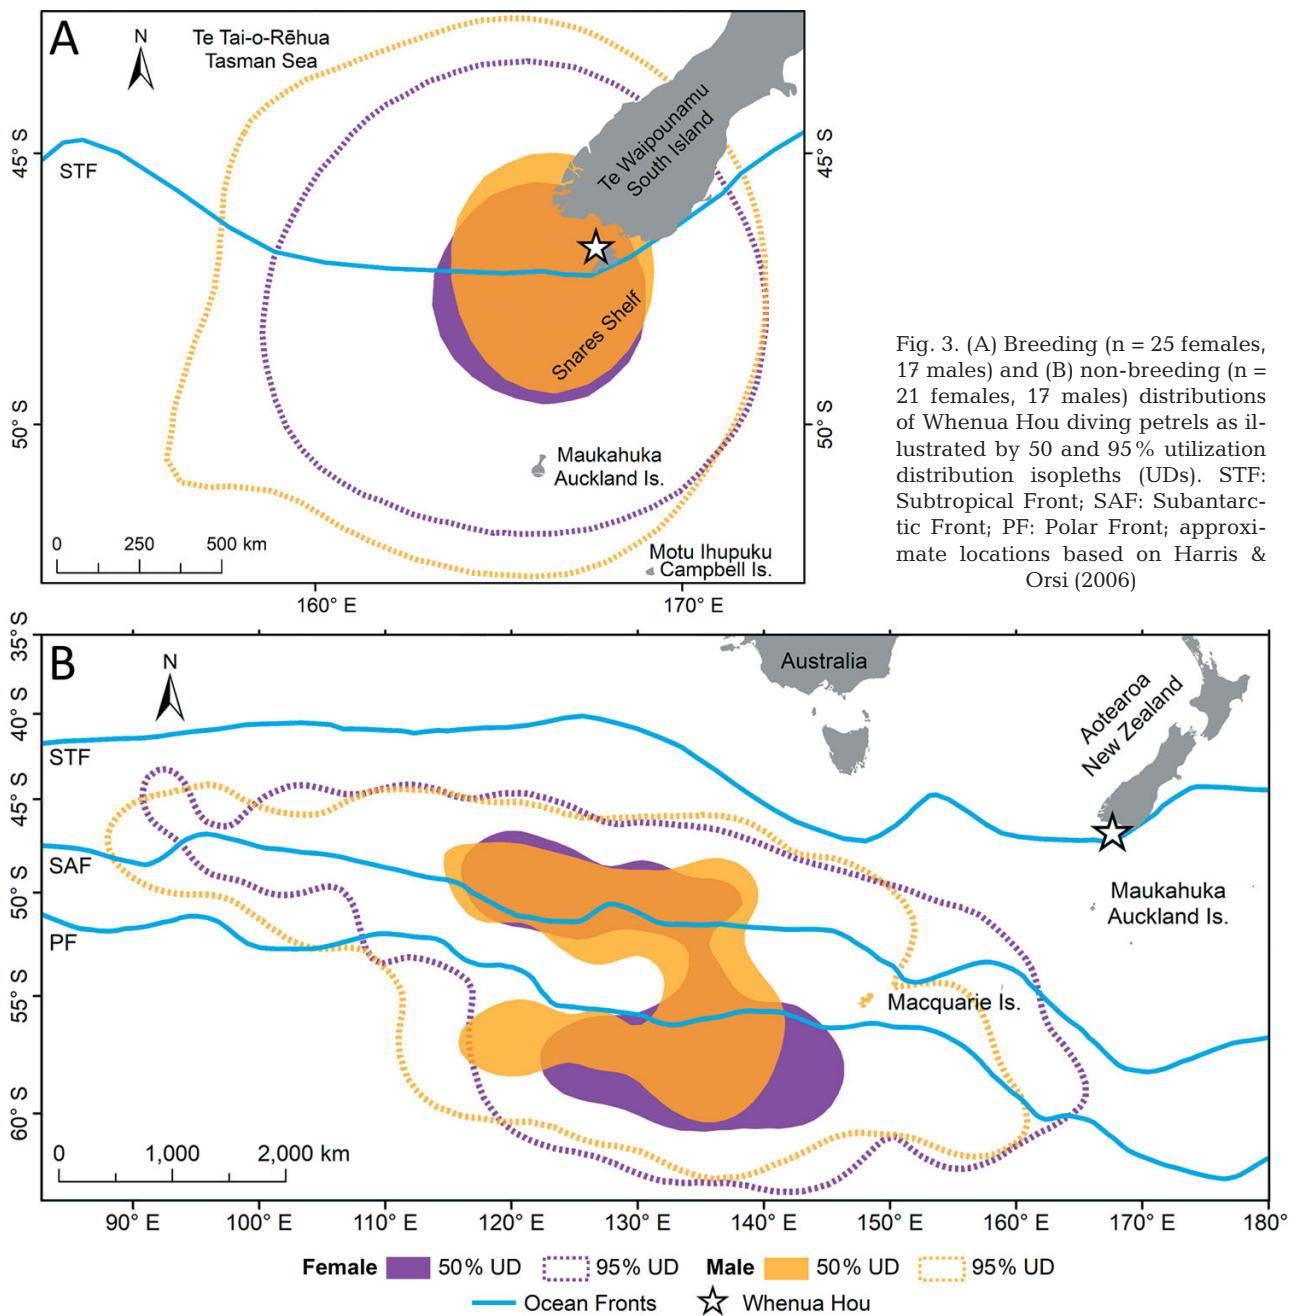 A
N
Te Tai-o-Rēhua
Tasman Sea
45° S
45° S
STF
Te Waipounamu
South Island
Snares Shelf
50° S
50° S
Maukahuka
Auckland Is.
0 250 500 km
Motu Ihupuku
Campbell Is.
160° E 170° E
Fig. 3. (A) Breeding (n = 25 females,
17 males) and (B) non-breeding (n =
21 females, 17 males) distributions
of Whenua Hou diving petrels as il-
lustrated by 50 and 95% utilization
distribution isopleths (UDs). STF:
Subtropical Front; SAF: Subantarc-
tic Front; PF: Polar Front; approxi-
mate locations based on Harris &
Orsi (2006)
35°S
B
N
Australia
Aotearoa
New Zealand
40°S
STF
45°S
SAF
50°S
Maukahuka
Auckland Is.
PF
55°S
Macquarie Is.
60°S
0 1,000 2,000 km
90° E 100° E 110° E 120° E 130° E 140° E 150° E 160° E 170° E 180°
Female 50% UD 95% UD Male 50% UD 95% UD
Ocean Fronts Whenua Hou